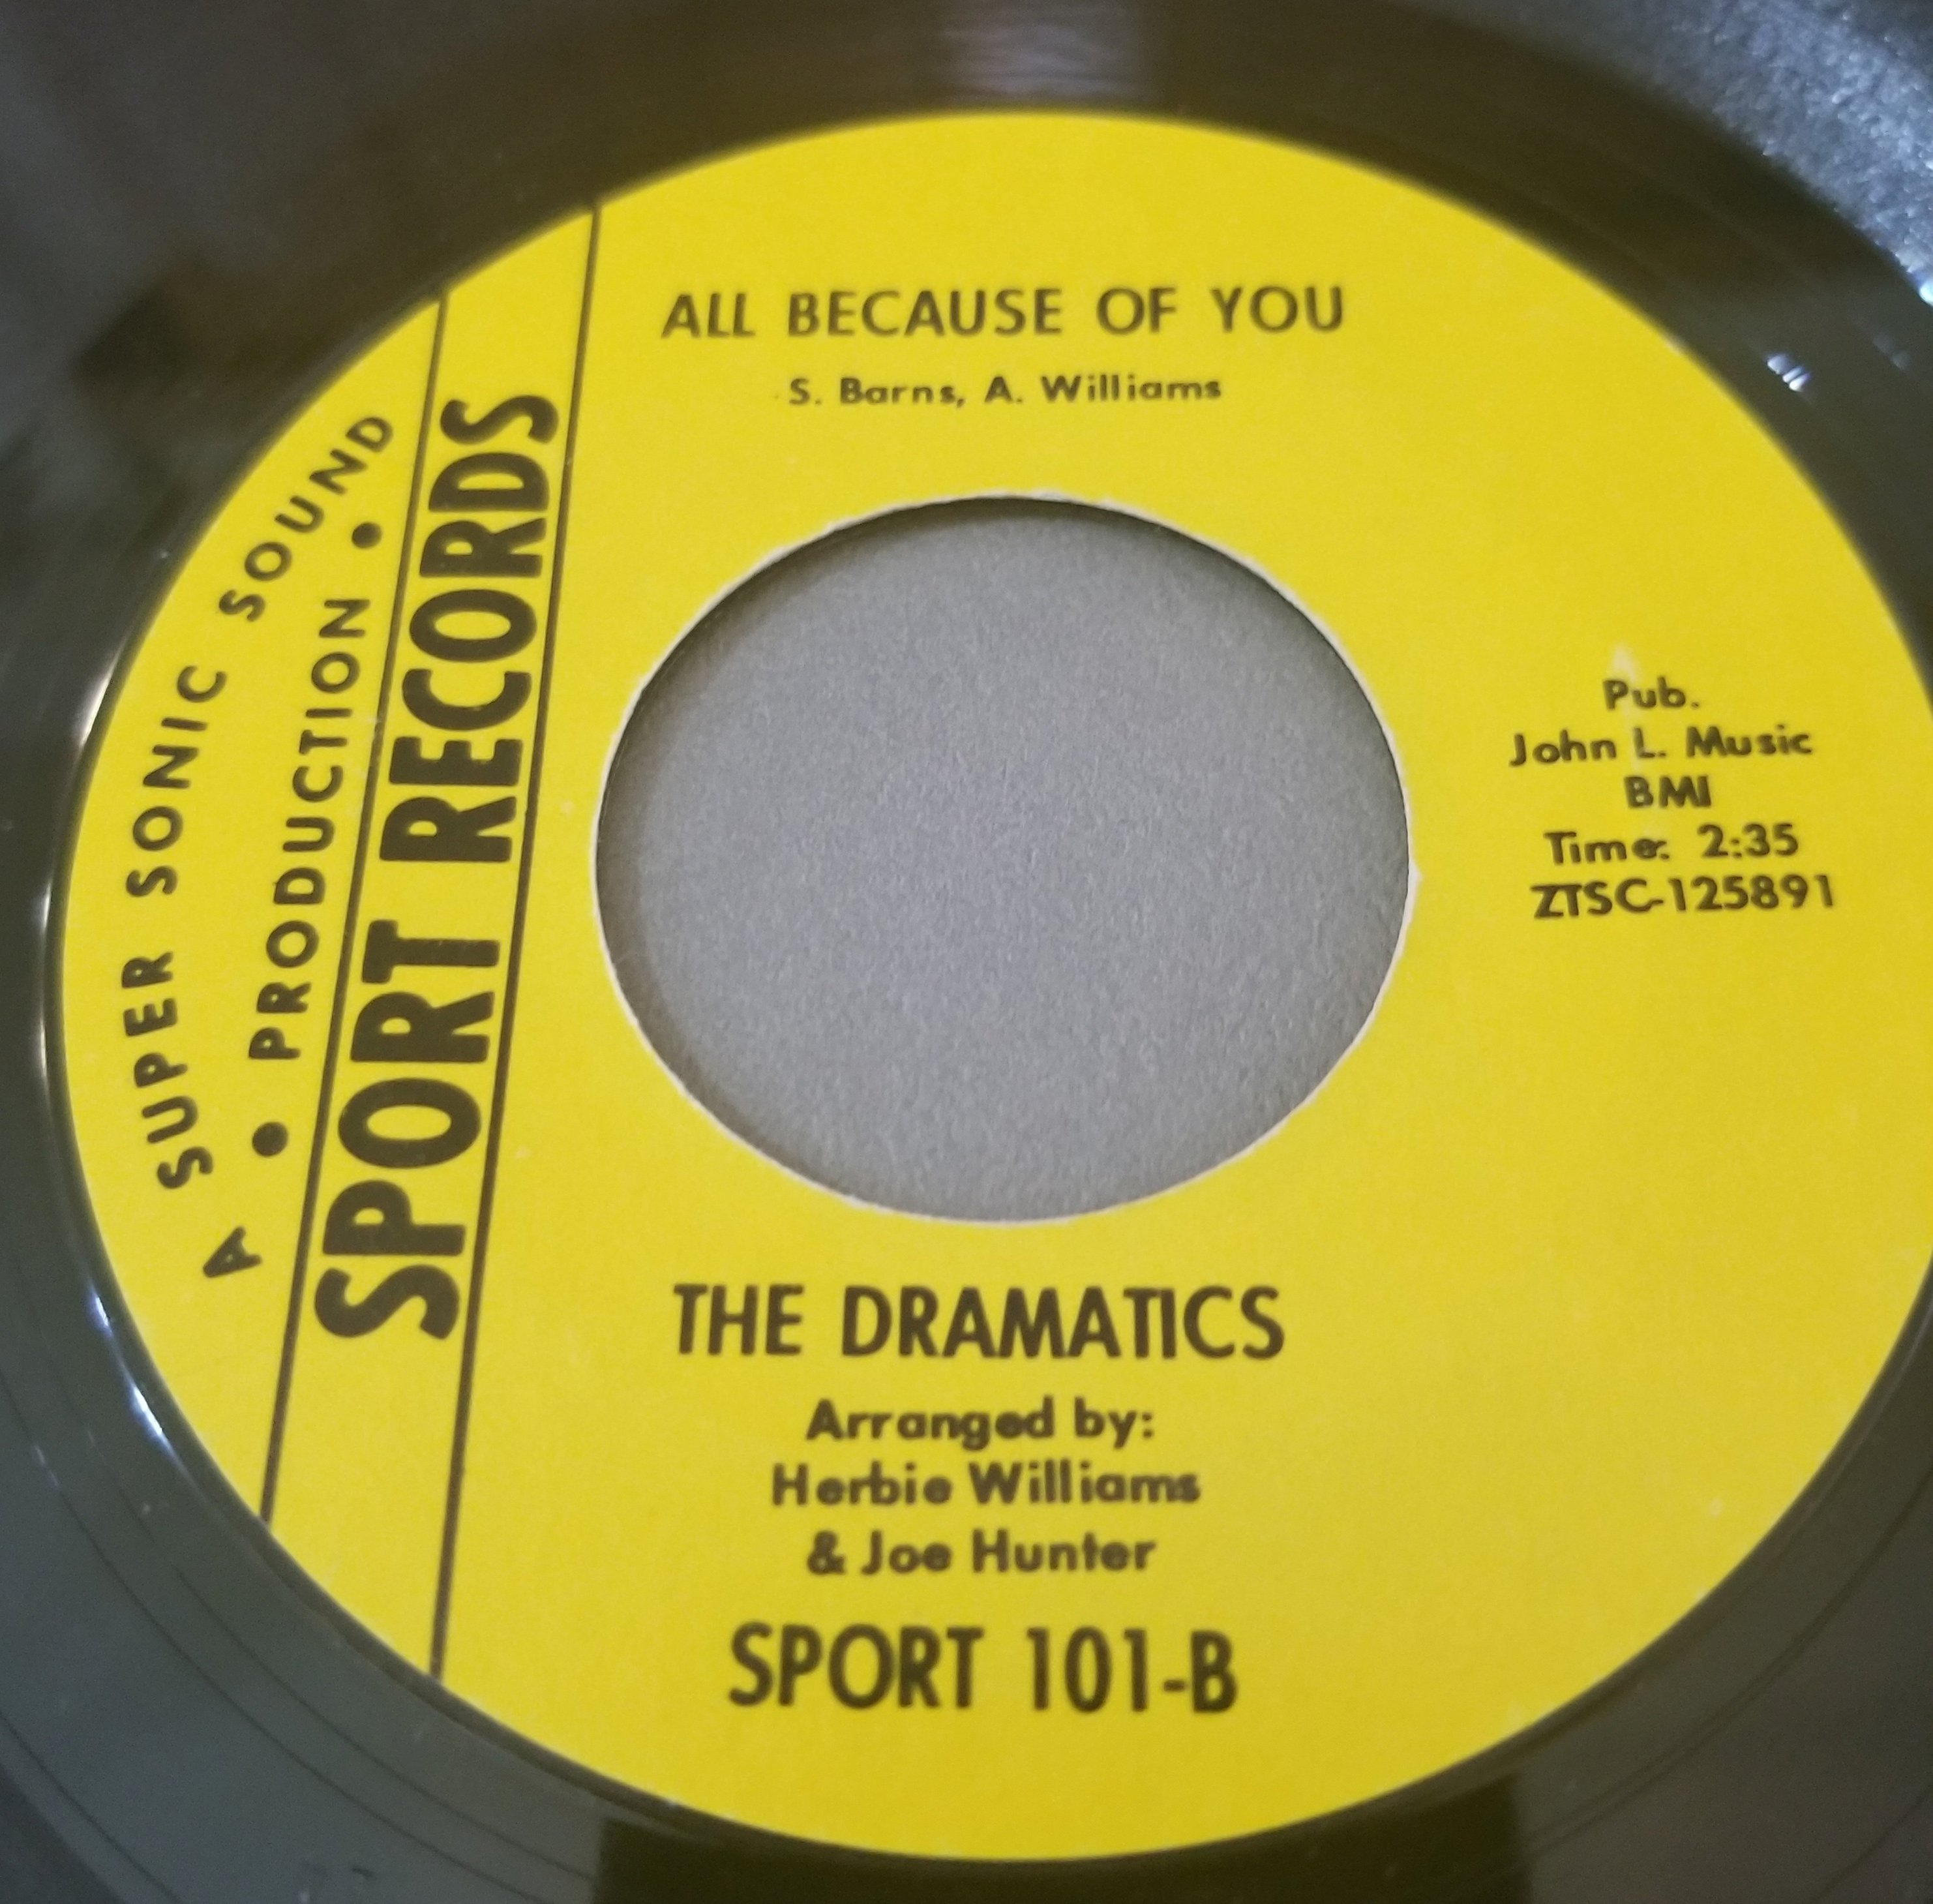 ALL BECAUSE OF YOU
S. Barns, A. Williams
A SUPER SONIC SOUND
• PRODUCTION •
SPORT RECORDS
Pub.
John L. Music
BMI
Time: 2:35
ZTSC-125891
THE DRAMATICS
Arranged by:
Herbie Williams
& Joe Hunter
SPORT 101-B